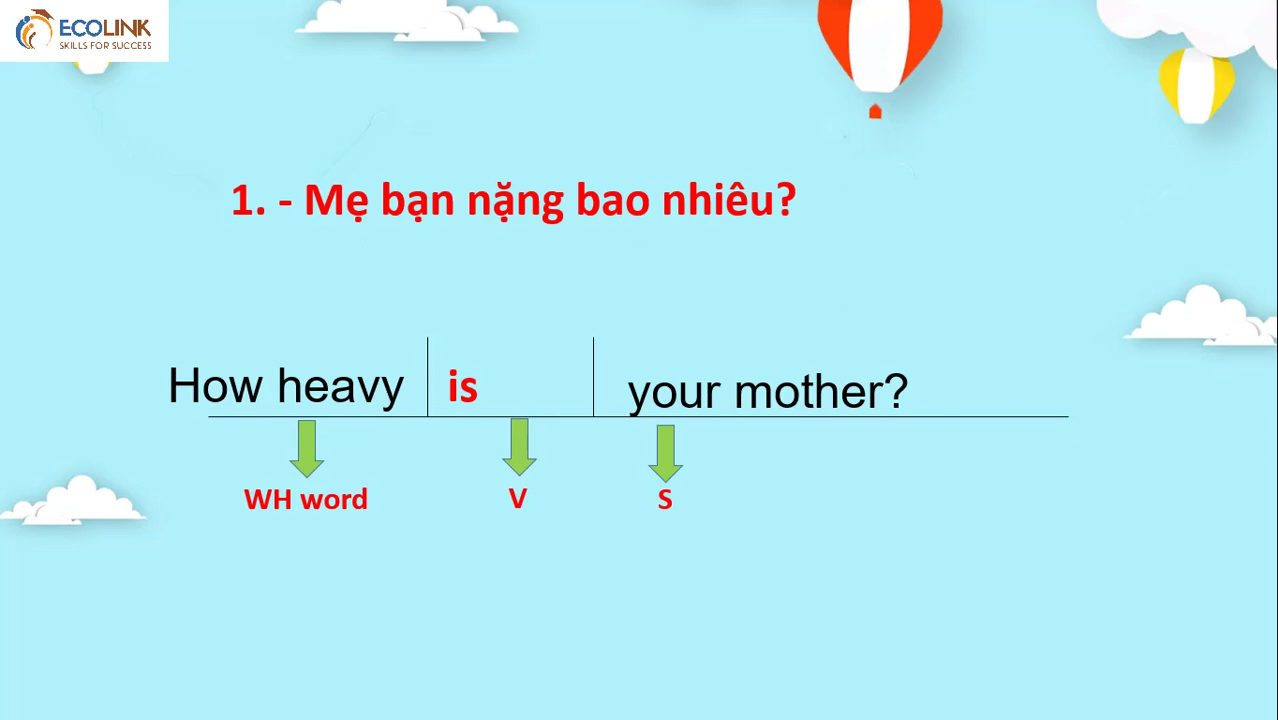 ECOLINK
SKILLS FOR SUCCESS
1. - Mẹ bạn nặng bao nhiêu?
How heavy is your mother?
WH word V S